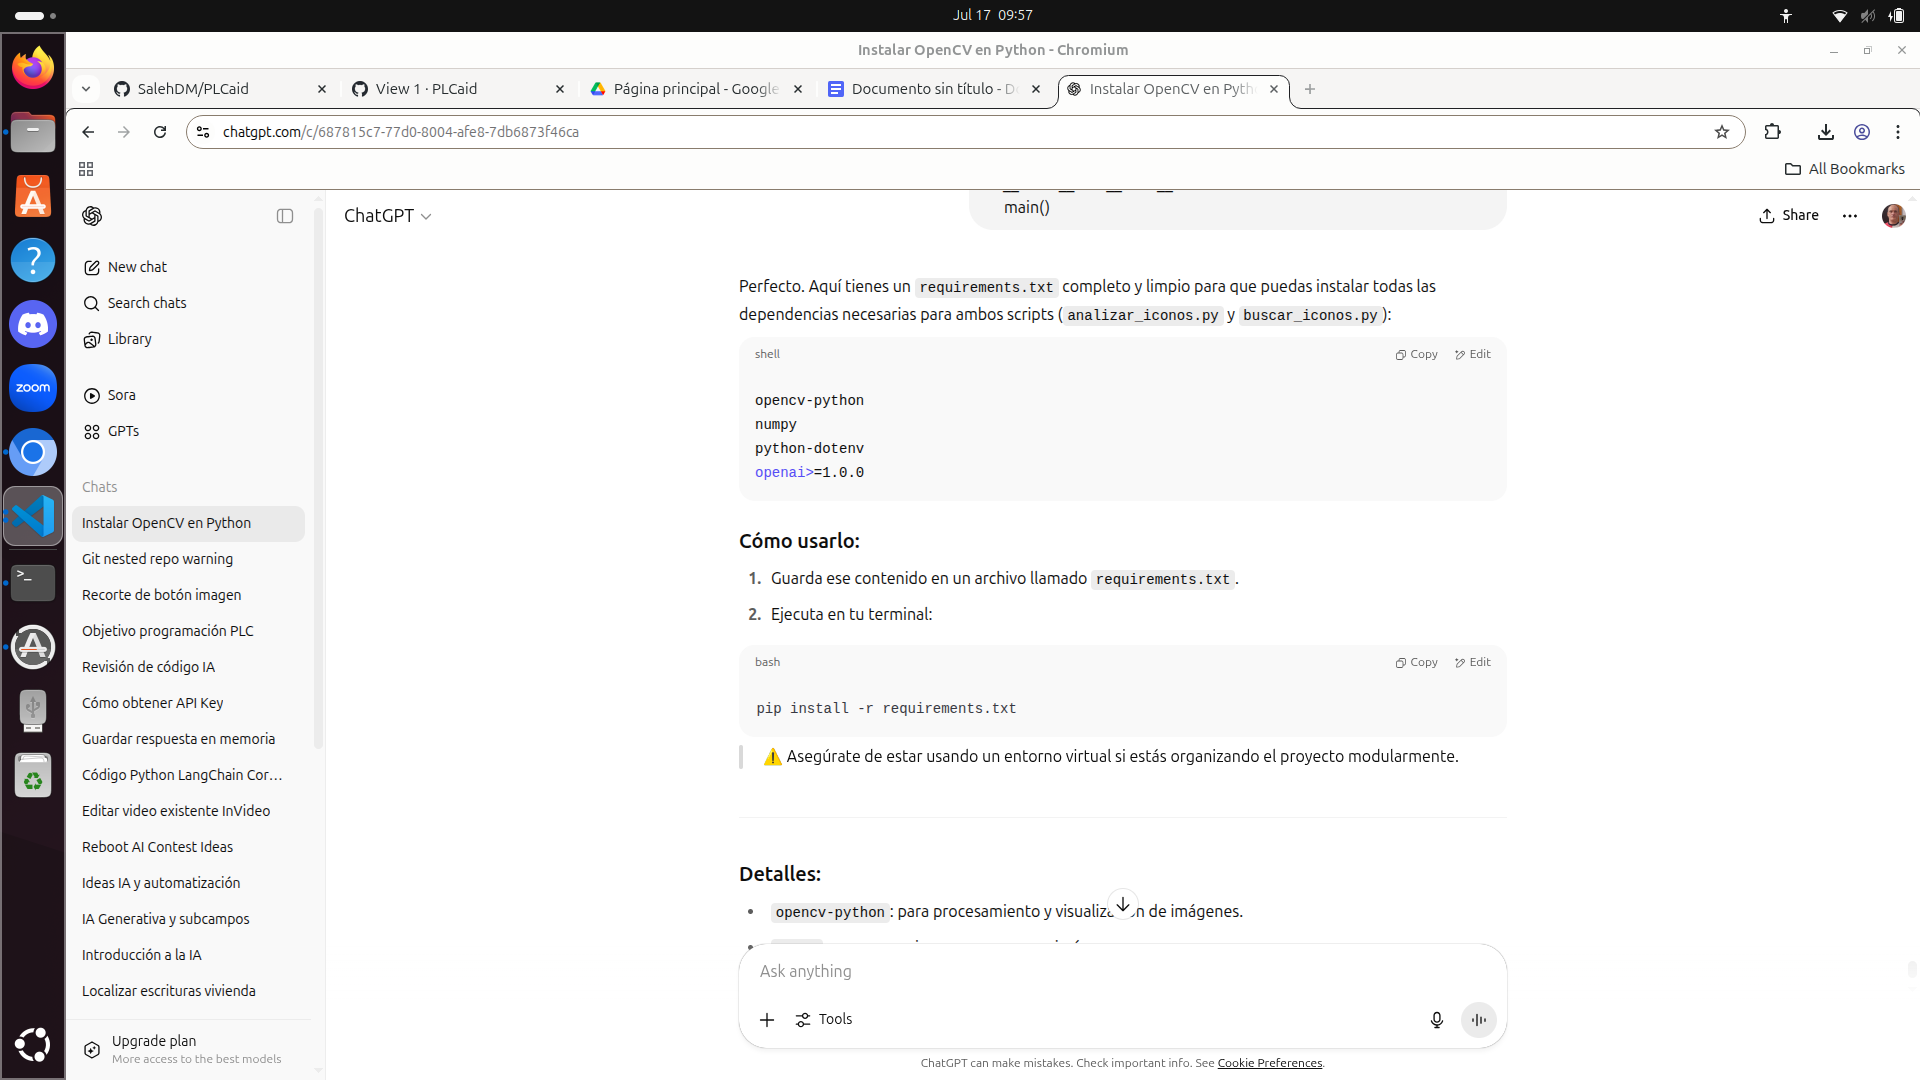 Jul 17 09:57
Instalar OpenCV en Python - Chromium
SalehDM/PLCaid
View 1 · PLCaid
Página principal - Google
Documento sin título - Do
Instalar OpenCV en Pyth
chatgpt.com/c/687815c7-77d0-8004-afe8-7db6873f46ca
All Bookmarks
zoom
New chat
Search chats
Library
Sora
GPTs
Chats
Instalar OpenCV en Python
Git nested repo warning
Recorte de botón imagen
Objetivo programación PLC
Revisión de código IA
Cómo obtener API Key
Guardar respuesta en memoria
Código Python LangChain Cor…
Editar video existente InVideo
Reboot AI Contest Ideas
Ideas IA y automatización
IA Generativa y subcampos
Introducción a la IA
Localizar escrituras vivienda
Upgrade plan
More access to the best models
ChatGPT
Share
main()
Perfecto. Aquí tienes un requirements.txt completo y limpio para que puedas instalar todas las
dependencias necesarias para ambos scripts (analizar_iconos.py y buscar_iconos.py):
shell
Copy
Edit
opencv-python
numpy
python-dotenv
openai>=1.0.0
Cómo usarlo:
1. Guarda ese contenido en un archivo llamado requirements.txt.
2. Ejecuta en tu terminal:
bash
Copy
Edit
pip install -r requirements.txt
⚠️ Asegúrate de estar usando un entorno virtual si estás organizando el proyecto modularmente.
Detalles:
• opencv-python: para procesamiento y visualización de imágenes.
Ask anything
Tools
ChatGPT can make mistakes. Check important info. See Cookie Preferences.